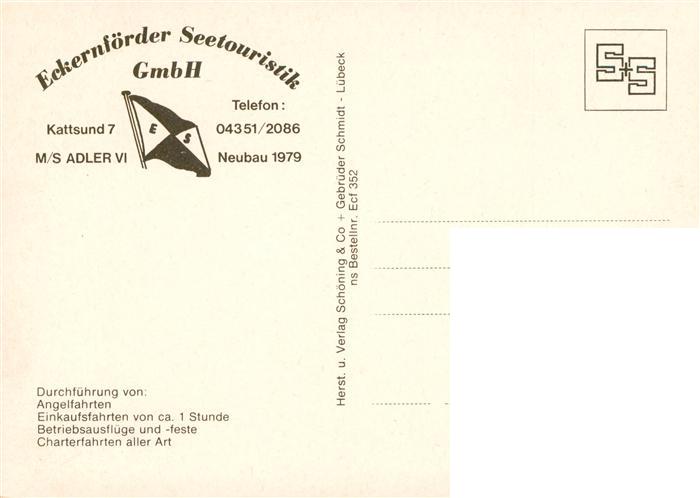 Eckernförder Seetouristik
GmbH
Telefon:
Kattsund 7
04351/2086
M/S ADLER VI
Neubau 1979
E
S
Durchführung von:
Angelfahrten
Einkaufsfahrten von ca. 1 Stunde
Betriebsausflüge und -feste
Charterfahrten aller Art
Herst. u. Verlag Schöning & Co + Gebrüder Schmidt - Lübeck
ns Bestellnr. Ecf 352
S+S